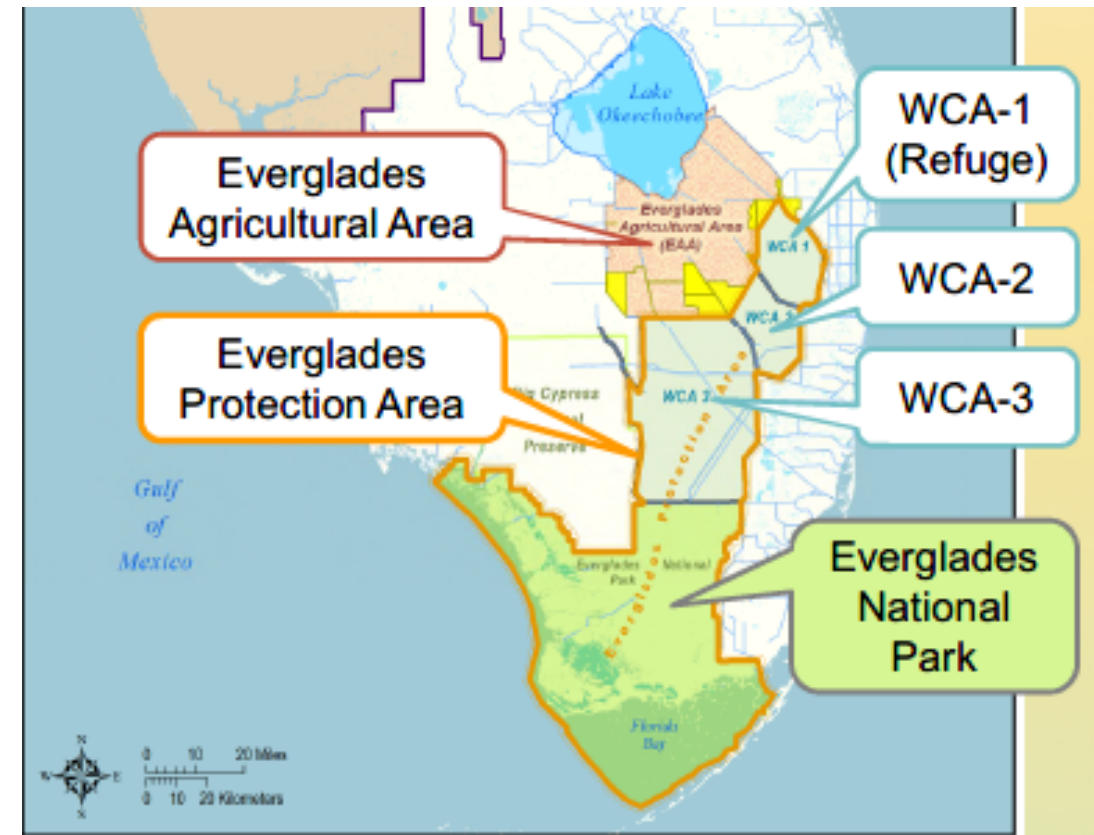 Lake
Okeechobee
WCA-1
(Refuge)
Everglades
Agricultural Area
Everglades
Agricultural Area
(EAA)
WCA 1
WCA-2
WCA 2
Everglades
Protection Area
WCA-3
WCA 3
Big Cypress
Preserve
Everglades Protection Area
Gulf
of
Mexico
Everglades National
Park
Everglades
National
Park
Florida
Bay
N
W E
S
0 10 20 Miles
0 10 20 Kilometers